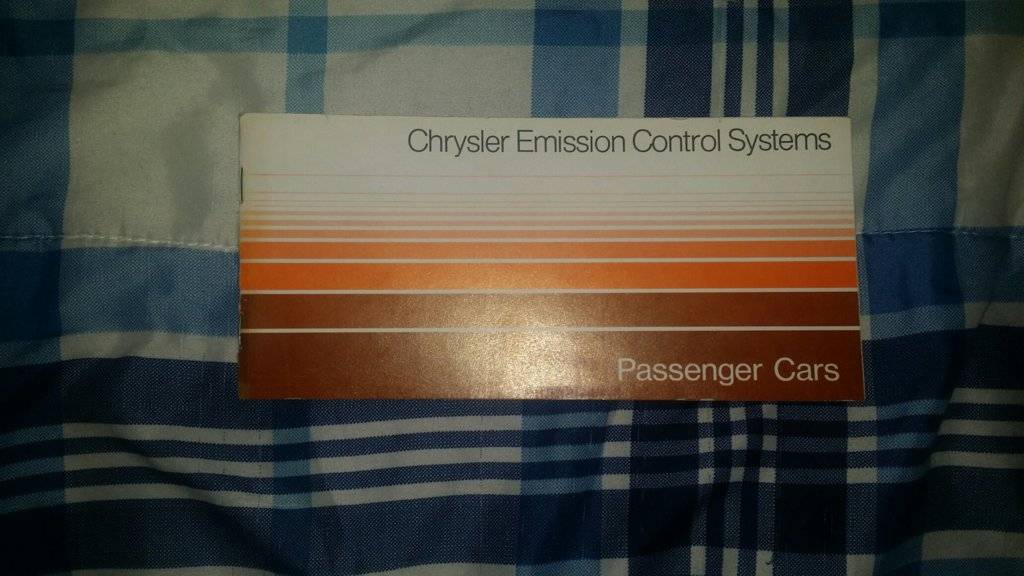 Chrysler Emission Control Systems
Passenger Cars